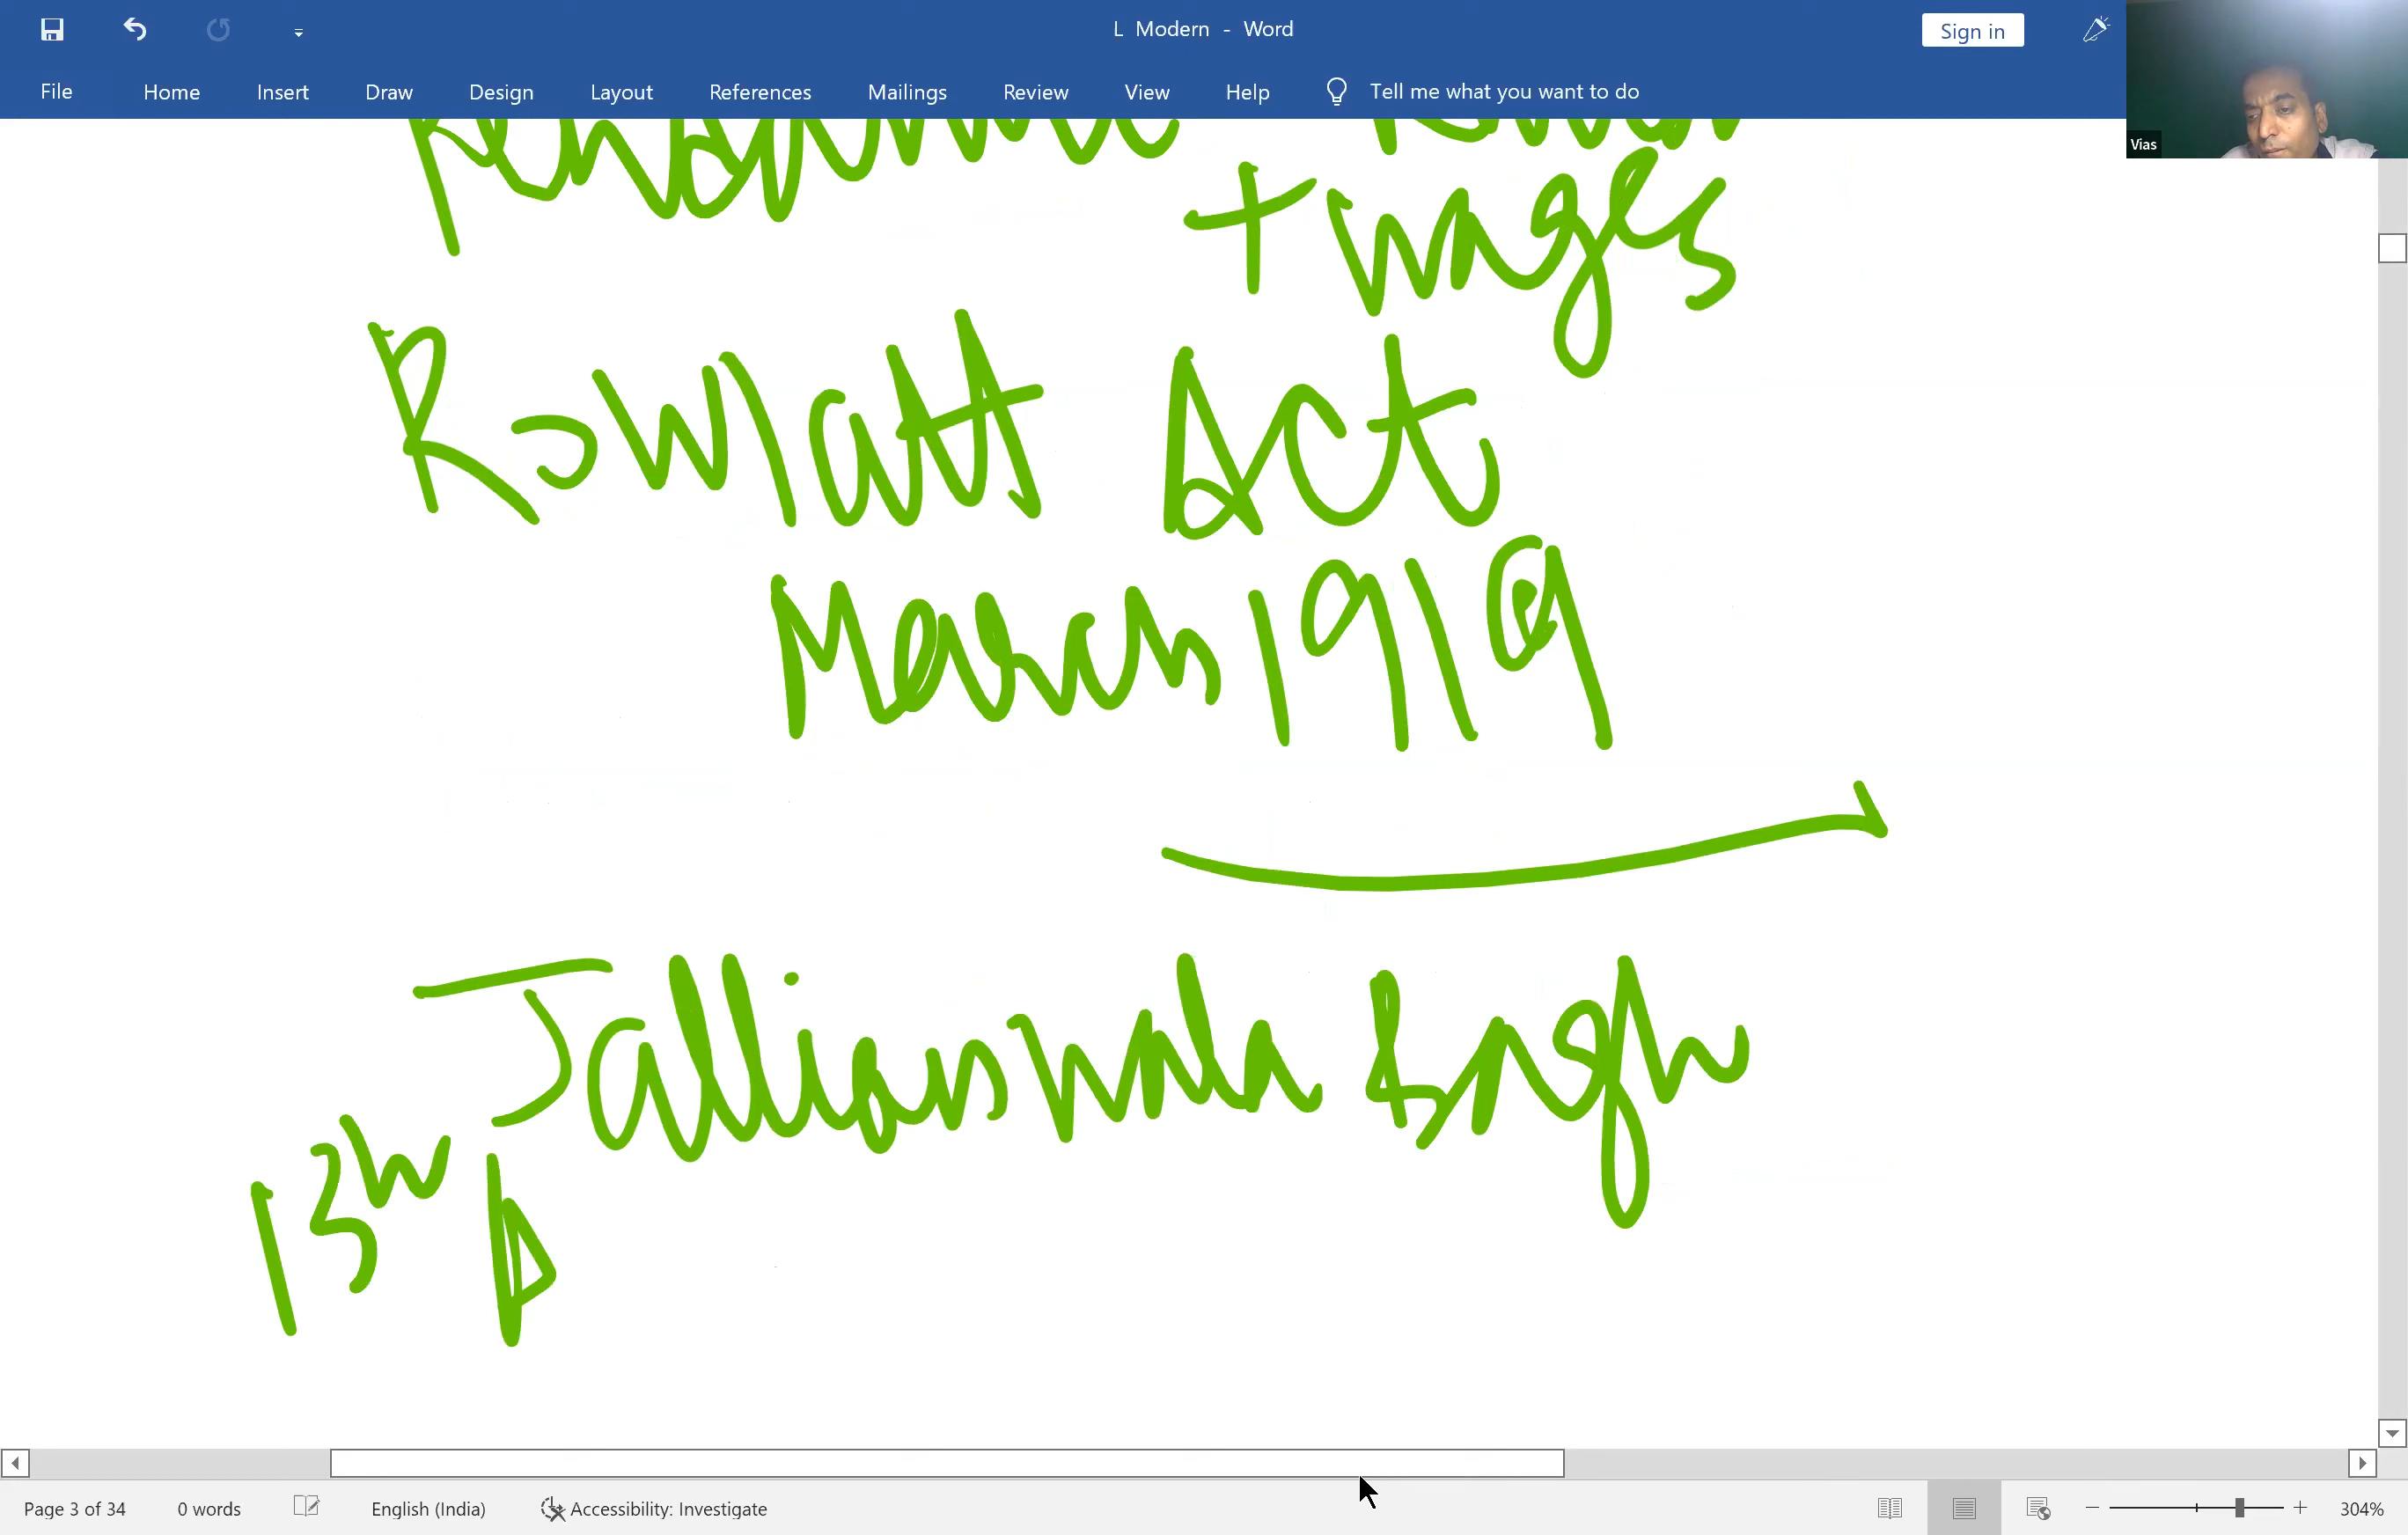 L Modern - Word
Sign in
File Home Insert Draw Design Layout References Mailings Review View Help Tell me what you want to do
Vias
+ wages
Rowlatt Act
March 1919
Jallianwala Bagh
13th A
Page 3 of 34 0 words English (India) Accessibility: Investigate 304%